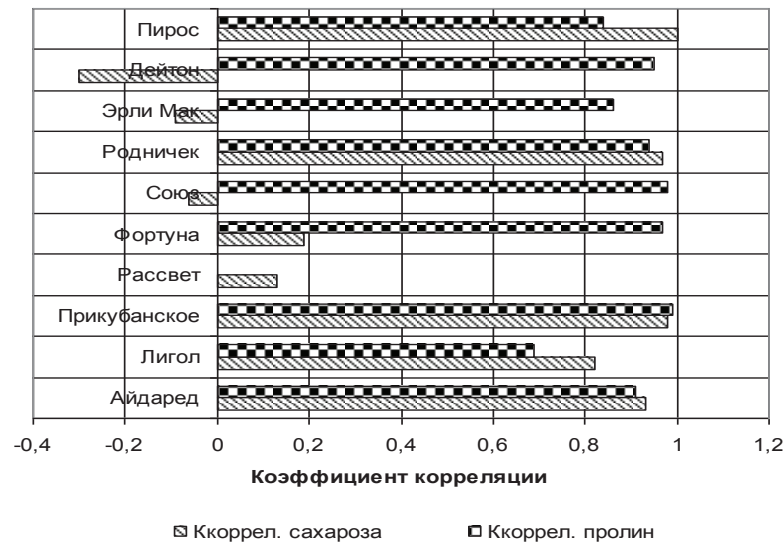 Пирос
Дейтон
Эрли Мак
Родничек
Союз
Фортуна
Рассвет
Прикубанское
Лигол
Айдаред
-0,4 -0,2 0 0,2 0,4 0,6 0,8 1 1,2
Коэффициент корреляции
Ккоррел. сахароза Ккоррел. пролин